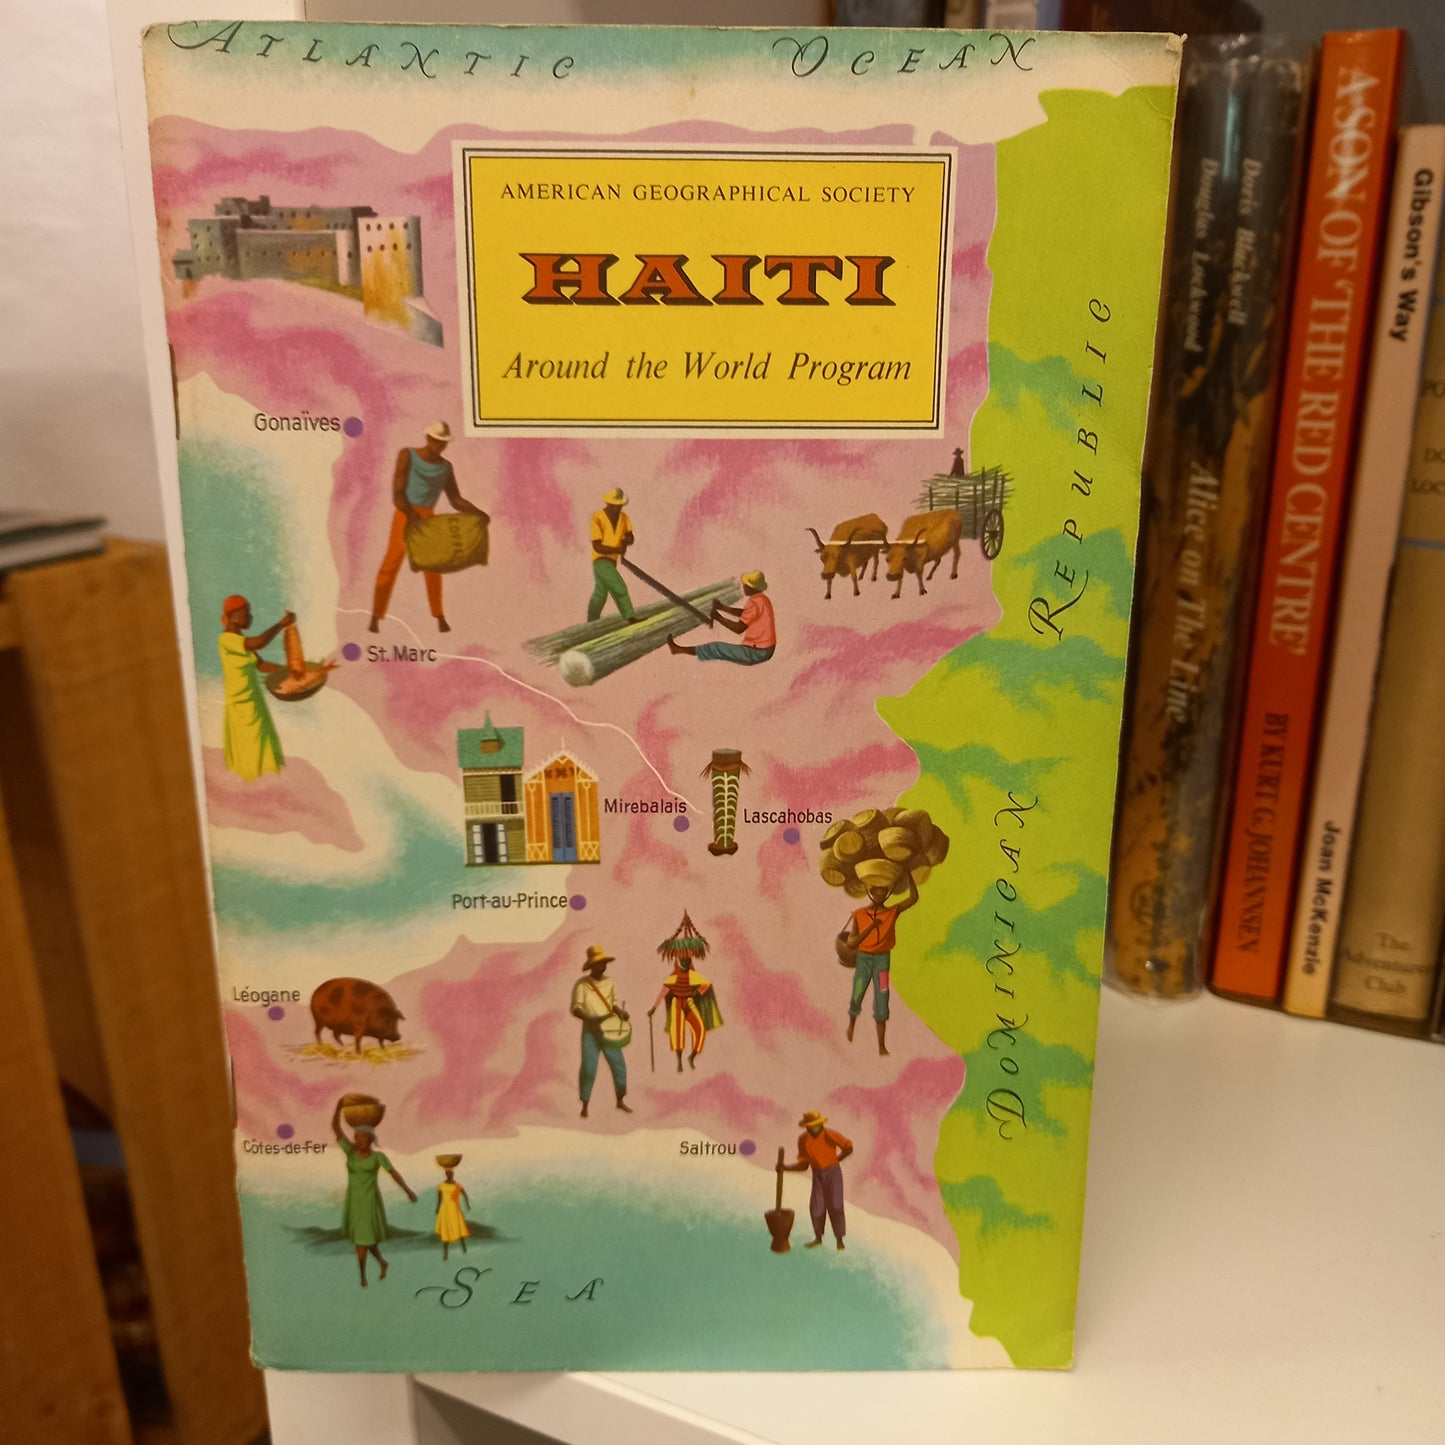 ATLANTIC OCEAN
AMERICAN GEOGRAPHICAL SOCIETY
HAITI
Around the World Program
Gonaïves
COFFEE
St. Marc
Mirebalais
Lascahobas
Port-au-Prince
Léogane
Côtes-de-Fer
Saltrou
SEA
DOMINICAN REPUBLIC
Doris Blackwell
Douglas Lockwood
Alice on The Line
A SON OF 'THE RED CENTRE'
BY KURT G. JOHANNSEN
Gibson's Way
Joan McKenzie
The
Adventurers
Club